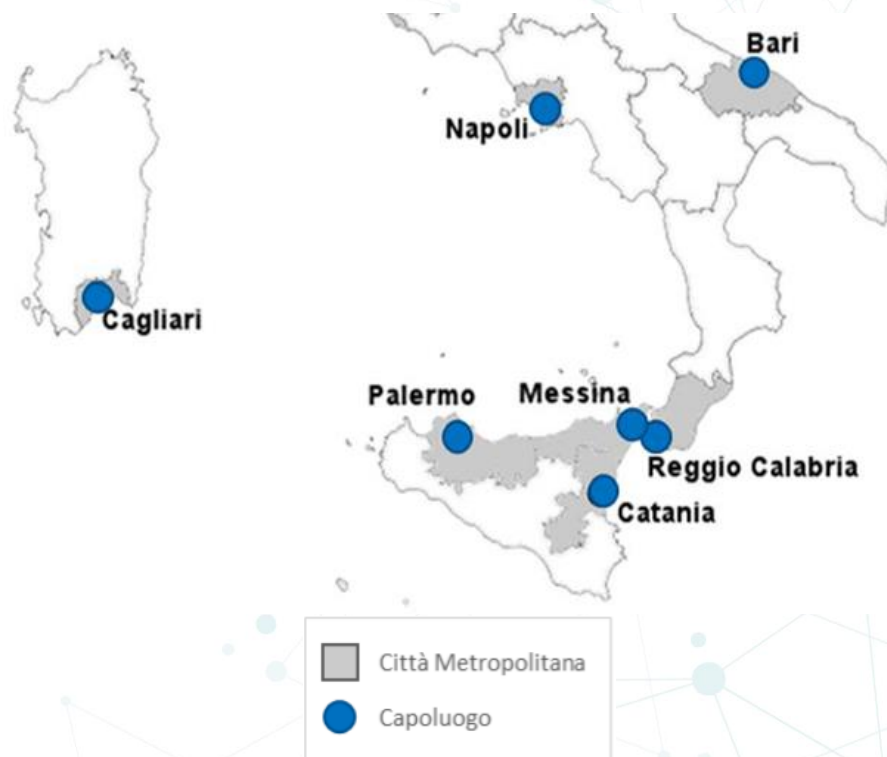 Bari
Napoli
Cagliari
Palermo
Messina
Reggio Calabria
Catania
Città Metropolitana
Capoluogo